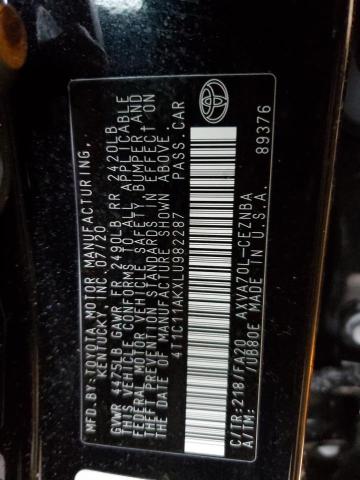 MFD.BY:TOYOTA MOTOR MANUFACTURING,
KENTUCKY, INC.07/20
GVWR 4475LB GAWR FR 2490LB RR 2420LB
THIS VEHICLE CONFORMS TO ALL APPLICABLE
FEDERAL MOTOR VEHICLE SAFETY, BUMPER, AND
THEFT PREVENTION STANDARDS IN EFFECT ON
THE DATE OF MANUFACTURE SHOWN ABOVE.
4T1C11AKXLU982287 PASS.CAR
C/TR:218/FA20 AXVA70L-CEZNBA
A/TM: /UB80E MADE IN U.S.A.
89376